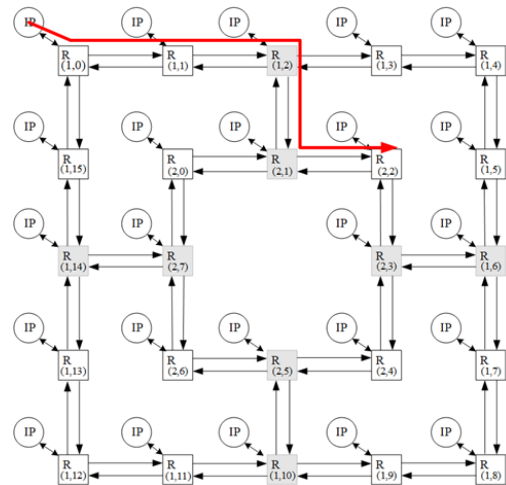 IP IP IP IP IP
R R R R R
(1,0) (1,1) (1,2) (1,3) (1,4)
IP IP IP IP IP
R R R R R
(1,15) (2,0) (2,1) (2,2) (1,5)
IP IP IP IP
R R R R
(1,14) (2,7) (2,3) (1,6)
IP IP IP IP IP
R R R R R
(1,13) (2,6) (2,5) (2,4) (1,7)
IP IP IP IP IP
R R R R R
(1,12) (1,11) (1,10) (1,9) (1,8)